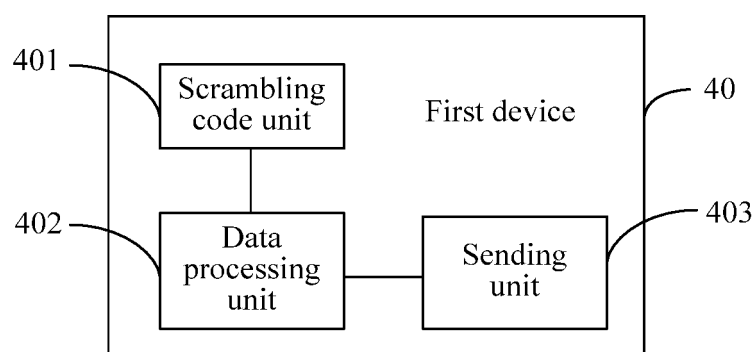 401
Scrambling
code unit
First device
40
402
Data
processing
unit
Sending
unit
403